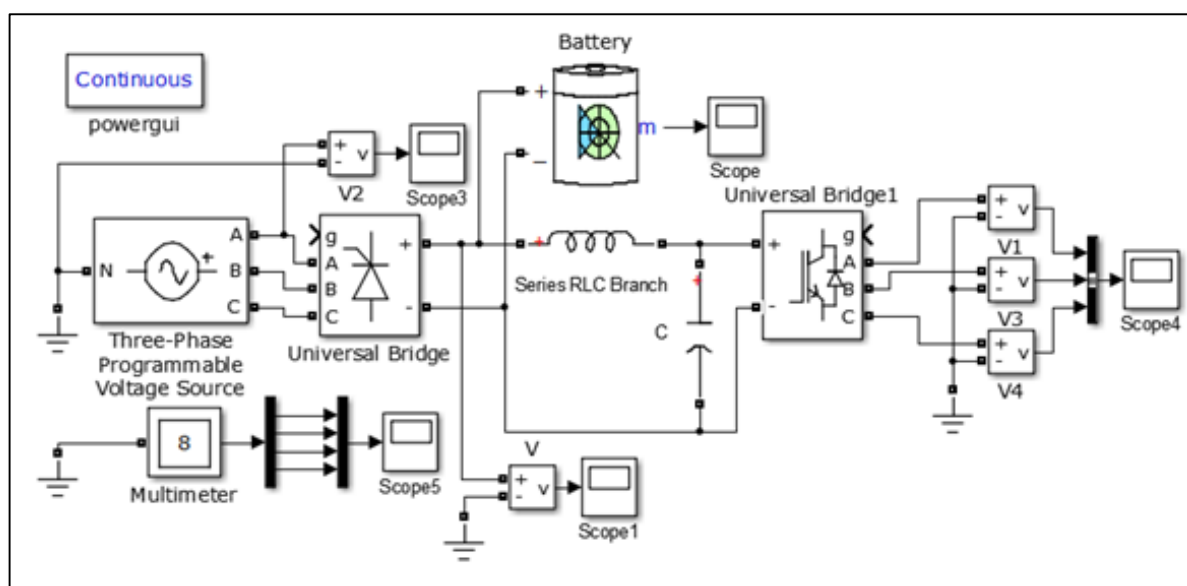 Continuous
powergui
Battery
+
m
–
Scope
+
-
v
V2
Scope3
Universal Bridge1
N
+
A
B
C
Three-Phase
Programmable
Voltage Source
g
A
B
C
+
-
Universal Bridge
+
Series RLC Branch
+
C
+
-
g
A
B
C
+
-
v
V1
+
-
v
V3
+
-
v
V4
Scope4
8
Multimeter
Scope5
V
+
-
v
Scope1